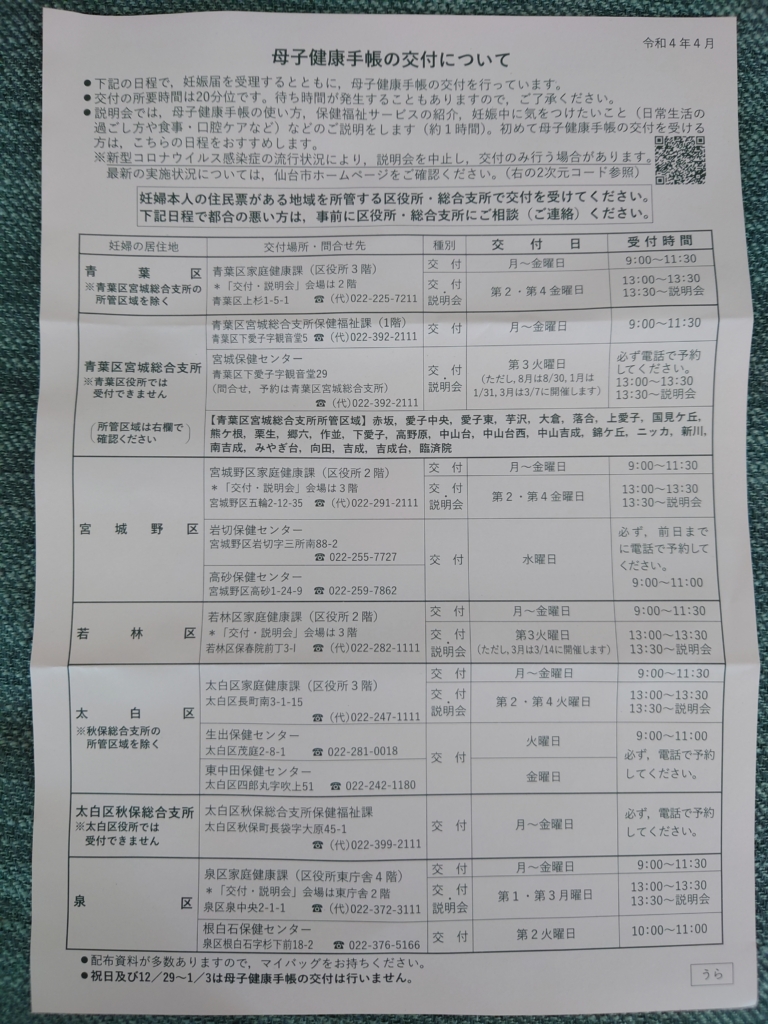 令和4年4月
母子健康手帳の交付について
●下記の日程で，妊娠届を受理するとともに，母子健康手帳の交付を行っています。
●交付の所要時間は20分位です。待ち時間が発生することもありますので，ご了承ください。
●説明会では，母子健康手帳の使い方，保健福祉サービスの紹介，妊娠中に気をつけたいこと（日常生活の
過ごし方や食事・口腔ケアなど）などのご説明をします（約1時間）。初めて母子健康手帳の交付を受ける
方は，こちらの日程をおすすめします。
※新型コロナウイルス感染症の流行状況により，説明会を中止し，交付のみ行う場合があります。
最新の実施状況については，仙台市ホームページをご確認ください。（右の2次元コード参照）
妊婦本人の住民票がある地域を所管する区役所・総合支所で交付を受けてください。
下記日程で都合の悪い方は，事前に区役所・総合支所にご相談（ご連絡）ください。
妊婦の居住地 交付場所・問合せ先 種別 交付日 受付時間
青葉区
※青葉区宮城総合支所の
所管区域を除く
青葉区家庭健康課（区役所3階）
＊「交付・説明会」会場は2階
青葉区上杉1-5-1 ☎（代）022-225-7211
交付 月～金曜日 9:00～11:30
交付・説明会 第2・第4金曜日 13:00～13:30
13:30～説明会
青葉区宮城総合支所
※青葉区役所では
受付できません
（所管区域は右欄で
確認ください）
青葉区宮城総合支所保健福祉課（1階）
青葉区下愛子字観音堂5 ☎（代）022-392-2111
交付 月～金曜日 9:00～11:30
宮城保健センター
青葉区下愛子字観音堂29
（問合せ，予約は青葉区宮城総合支所）
☎（代）022-392-2111
交付・説明会
第3火曜日
（ただし，8月は8/30，1月は
1/31，3月は3/7に開催します）
必ず電話で予約
してください。
13:00～13:30
13:30～説明会
【青葉区宮城総合支所所管区域】赤坂，愛子中央，愛子東，芋沢，大倉，落合，上愛子，国見ケ丘，
熊ケ根，栗生，郷六，作並，下愛子，高野原，中山台，中山台西，中山吉成，錦ケ丘，ニッカ，新川，
南吉成，みやぎ台，向田，吉成，吉成台，臨済院
宮城野区
宮城野区家庭健康課（区役所2階）
＊「交付・説明会」会場は3階
宮城野区五輪2-12-35 ☎（代）022-291-2111
交付 月～金曜日 9:00～11:30
交付・説明会 第2・第4金曜日 13:00～13:30
13:30～説明会
岩切保健センター
宮城野区岩切字三所南88-2
☎ 022-255-7727
高砂保健センター
宮城野区高砂1-24-9 ☎ 022-259-7862
交付 水曜日
必ず，前日まで
に電話で予約して
ください。
9:00～11:00
若林区
若林区家庭健康課（区役所2階）
＊「交付・説明会」会場は3階
若林区保春院前丁3-1 ☎（代）022-282-1111
交付 月～金曜日 9:00～11:30
交付・説明会
第3火曜日
（ただし，3月は3/14に開催します）
13:00～13:30
13:30～説明会
太白区
※秋保総合支所の
所管区域を除く
太白区家庭健康課（区役所3階）
太白区長町南3-1-15
☎（代）022-247-1111
交付 月～金曜日 9:00～11:30
交付・説明会 第2・第4火曜日 13:00～13:30
13:30～説明会
生出保健センター
太白区茂庭2-8-1 ☎ 022-281-0018
火曜日
東中田保健センター
太白区四郎丸字吹上51 ☎ 022-242-1180
金曜日
交付
9:00～11:00
必ず，電話で予約
してください。
太白区秋保総合支所
※太白区役所では
受付できません
太白区秋保総合支所保健福祉課
太白区秋保町長袋字大原45-1
☎（代）022-399-2111
交付 月～金曜日
必ず，電話で予約
してください。
泉区
泉区家庭健康課（区役所東庁舎4階）
＊「交付・説明会」会場は東庁舎2階
泉区泉中央2-1-1 ☎（代）022-372-3111
交付 月～金曜日 9:00～11:30
交付・説明会 第1・第3月曜日 13:00～13:30
13:30～説明会
根白石保健センター
泉区根白石字杉下前18-2 ☎ 022-376-5166
交付 第2火曜日 10:00～11:00
●配布資料が多数ありますので，マイバッグをお持ちください。
●祝日及び12／29～1／3は母子健康手帳の交付は行いません。
うら